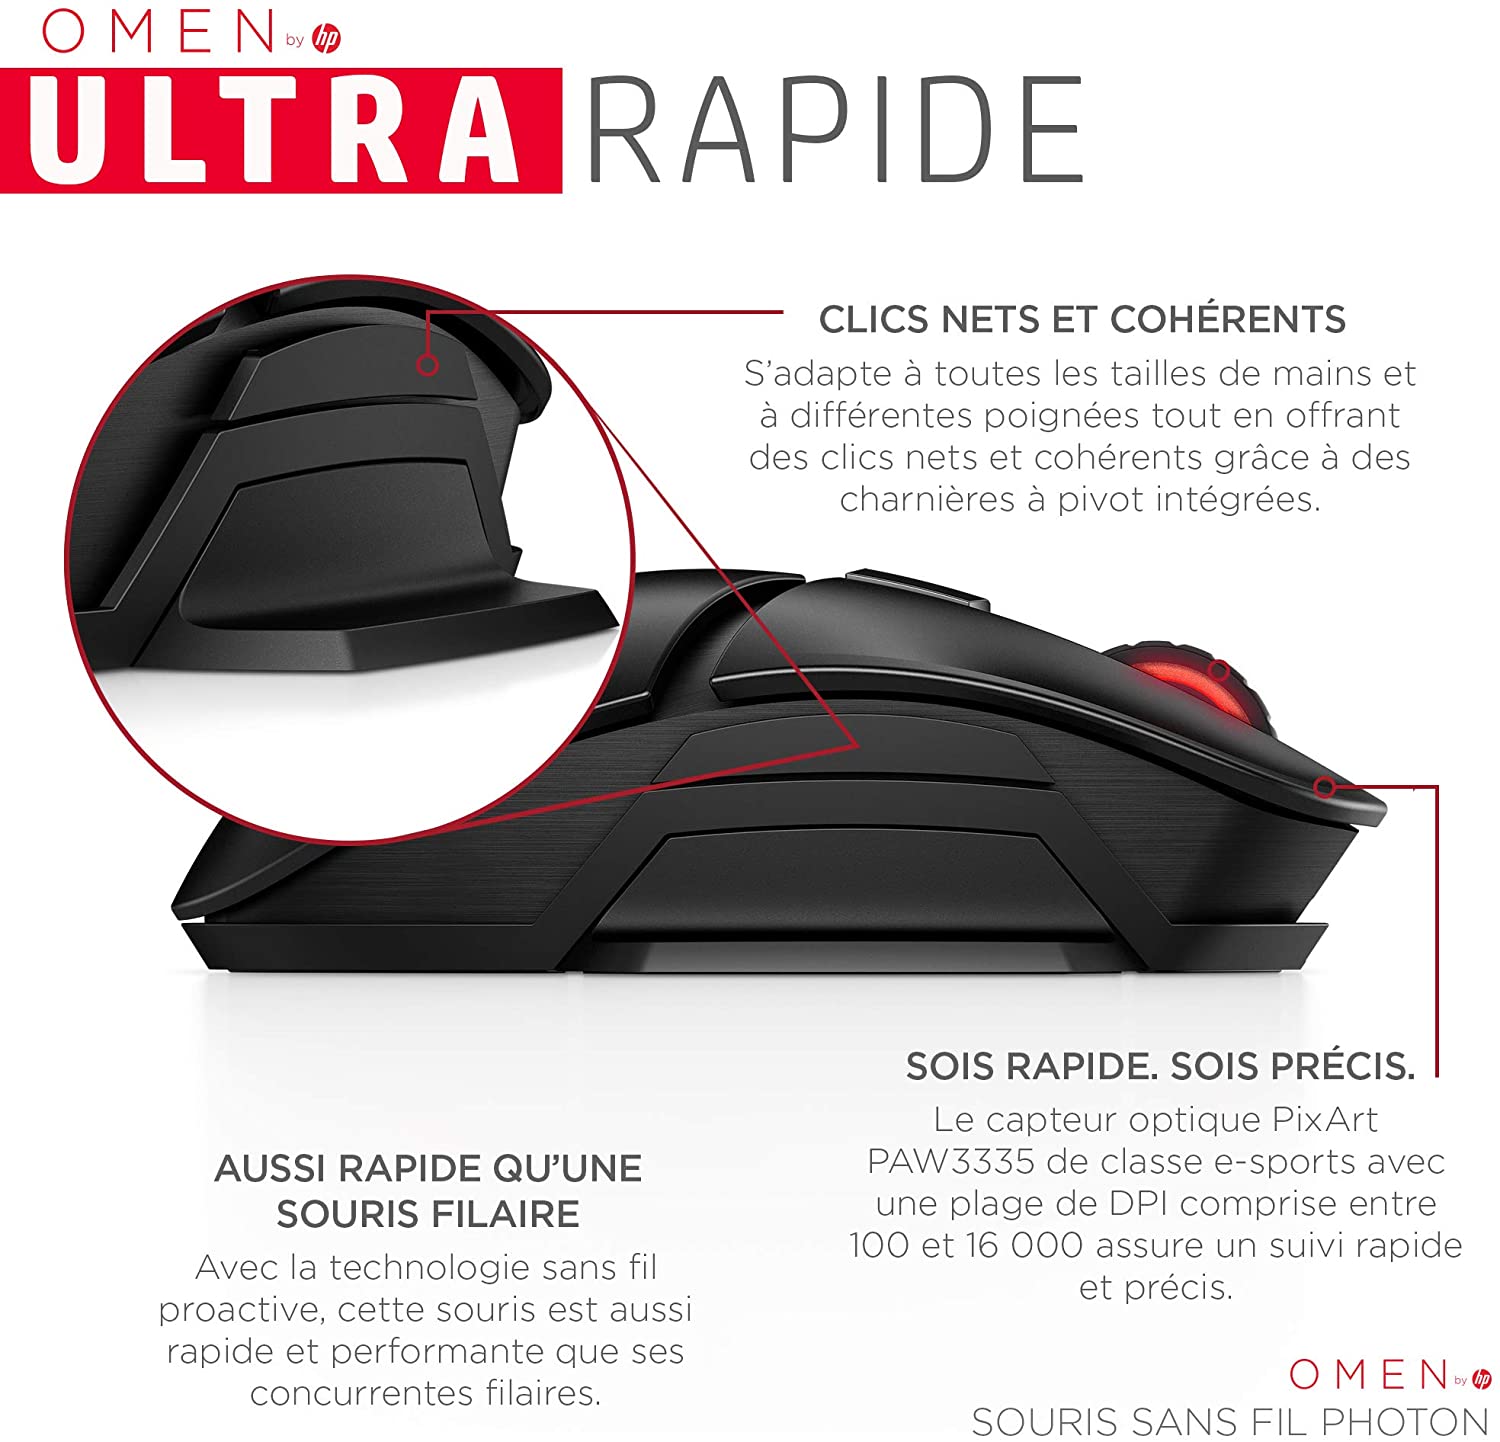 OMEN by hp
ULTRA RAPIDE
CLICS NETS ET COHÉRENTS
S'adapte à toutes les tailles de mains et
à différentes poignées tout en offrant
des clics nets et cohérents grâce à des
charnières à pivot intégrées.
SOIS RAPIDE. SOIS PRÉCIS.
Le capteur optique PixArt
PAW3335 de classe e-sports avec
une plage de DPI comprise entre
100 et 16 000 assure un suivi rapide
et précis.
AUSSI RAPIDE QU'UNE
SOURIS FILAIRE
Avec la technologie sans fil
proactive, cette souris est aussi
rapide et performante que ses
concurrentes filaires.
OMEN by hp
SOURIS SANS FIL PHOTON